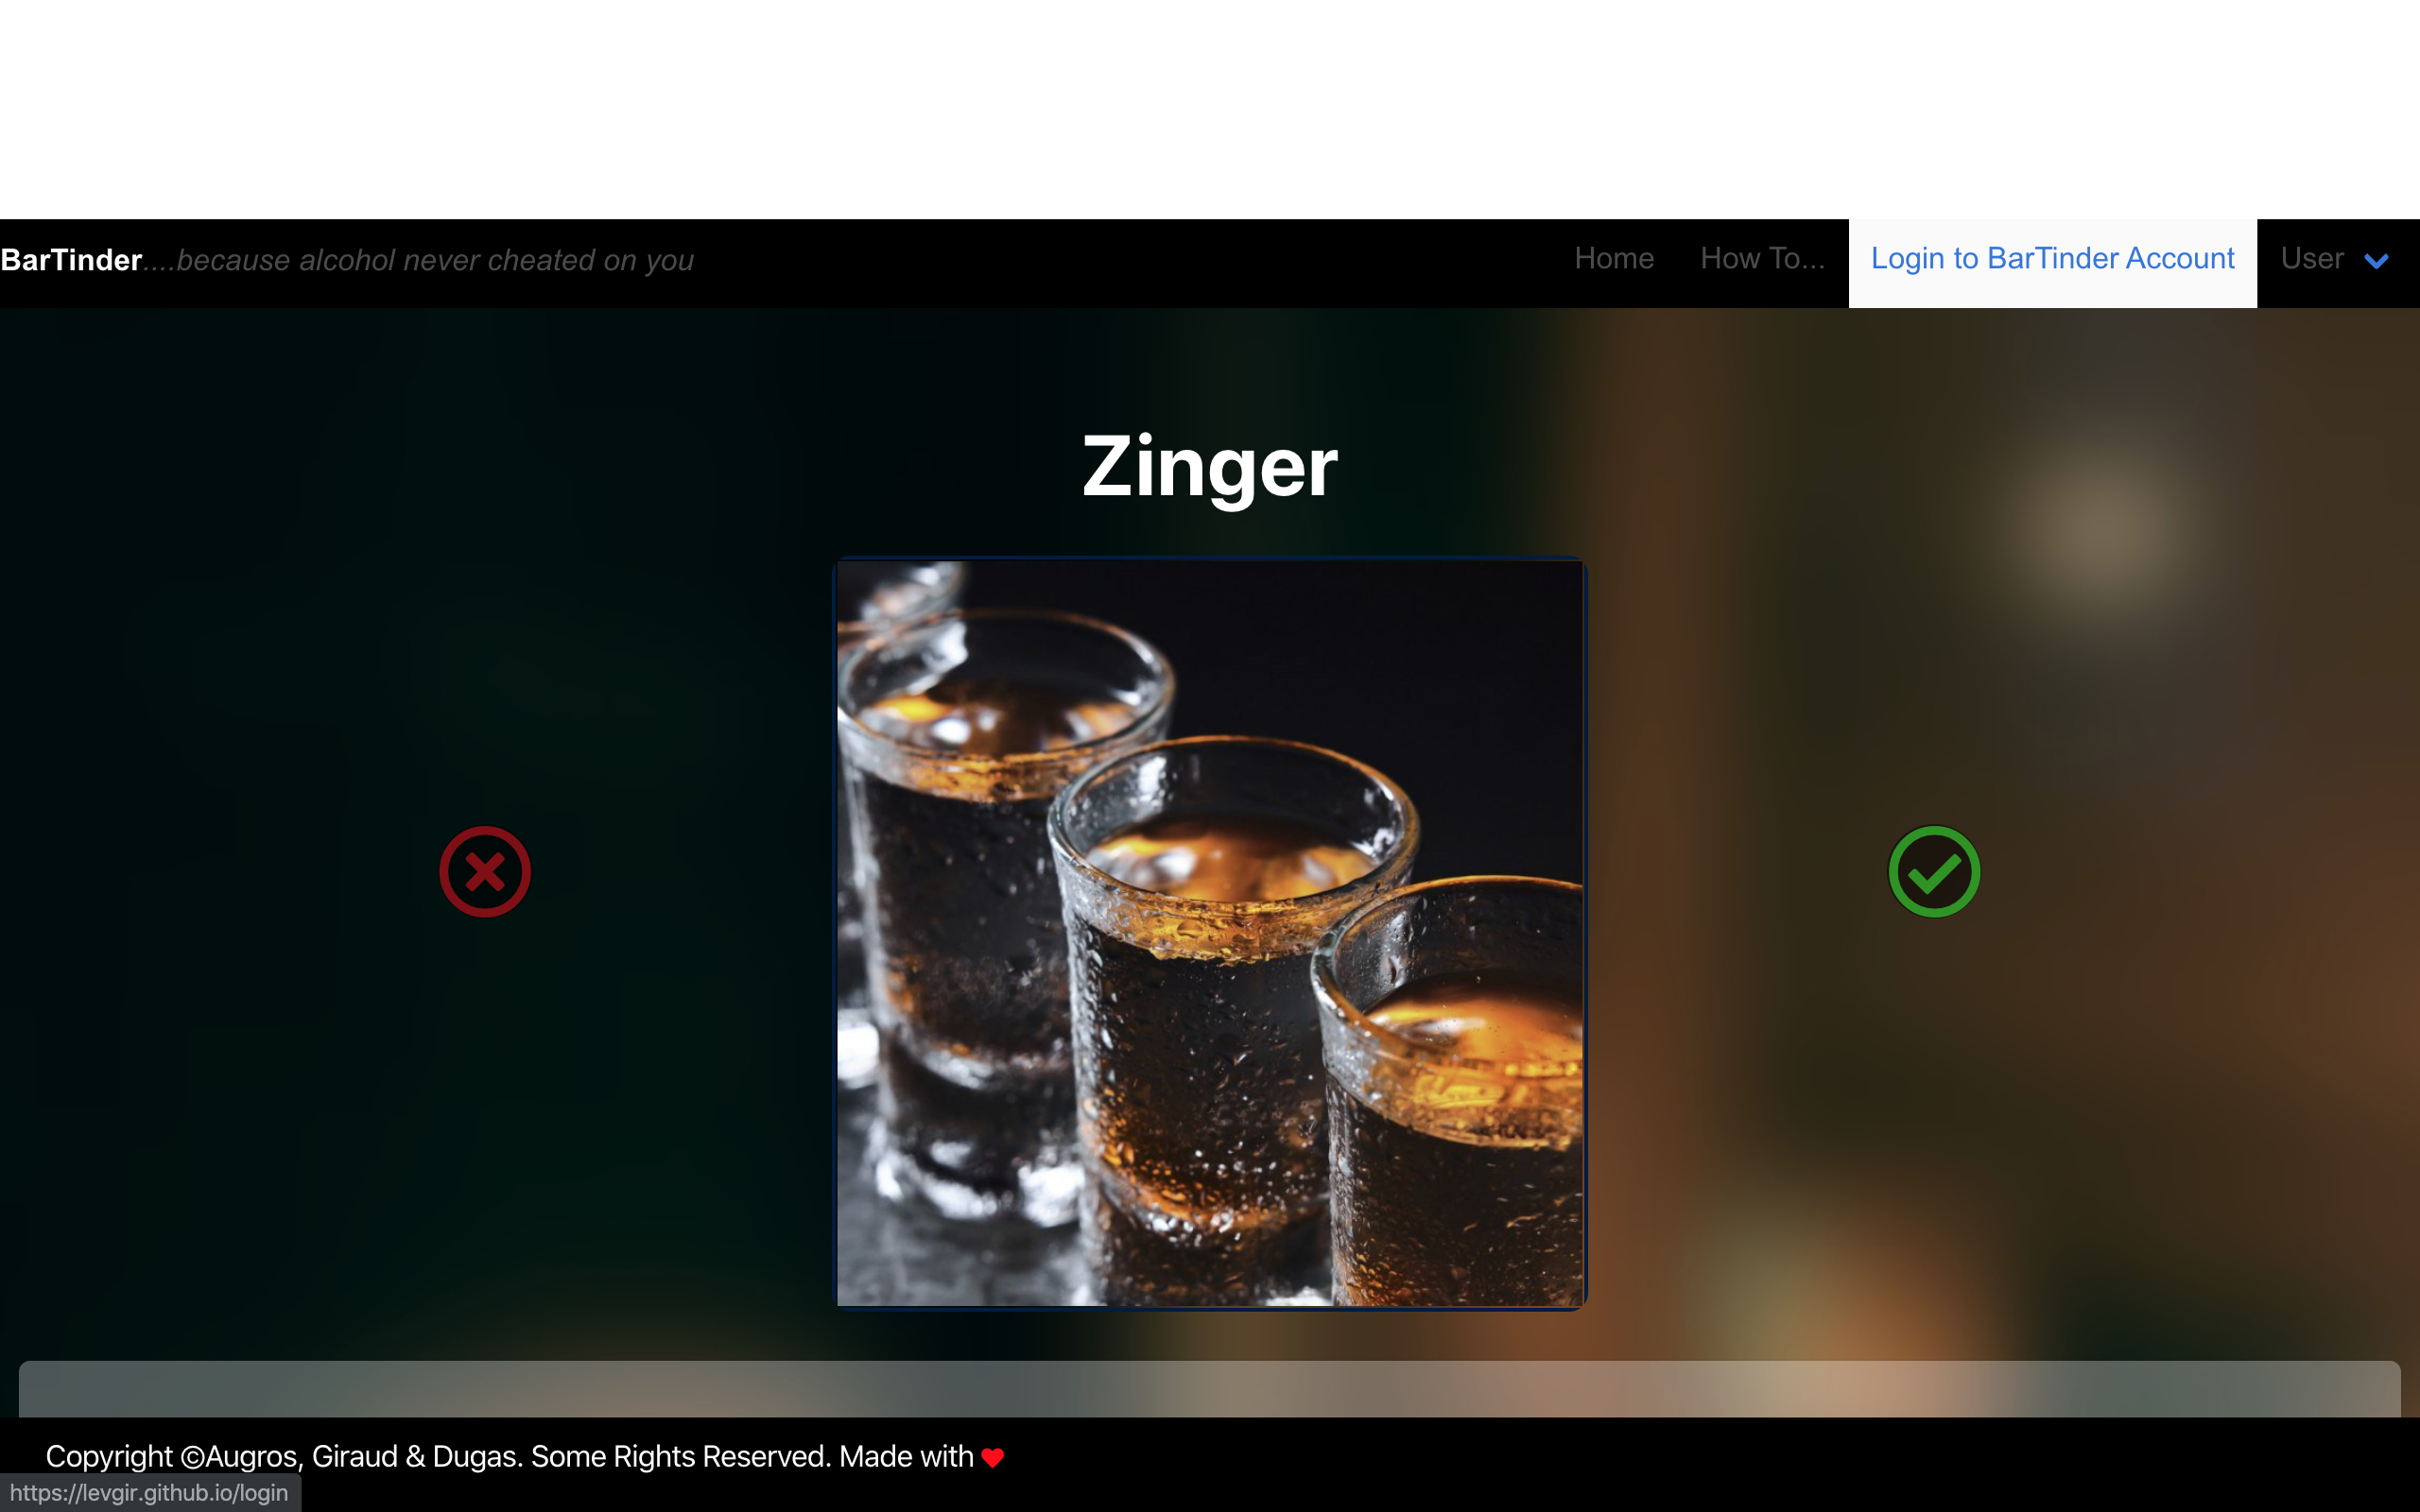 BarTinder....because alcohol never cheated on you
Home
How To...
Login to BarTinder Account
User
Zinger
Copyright ©Augros, Giraud & Dugas. Some Rights Reserved. Made with
https://levgir.github.io/login